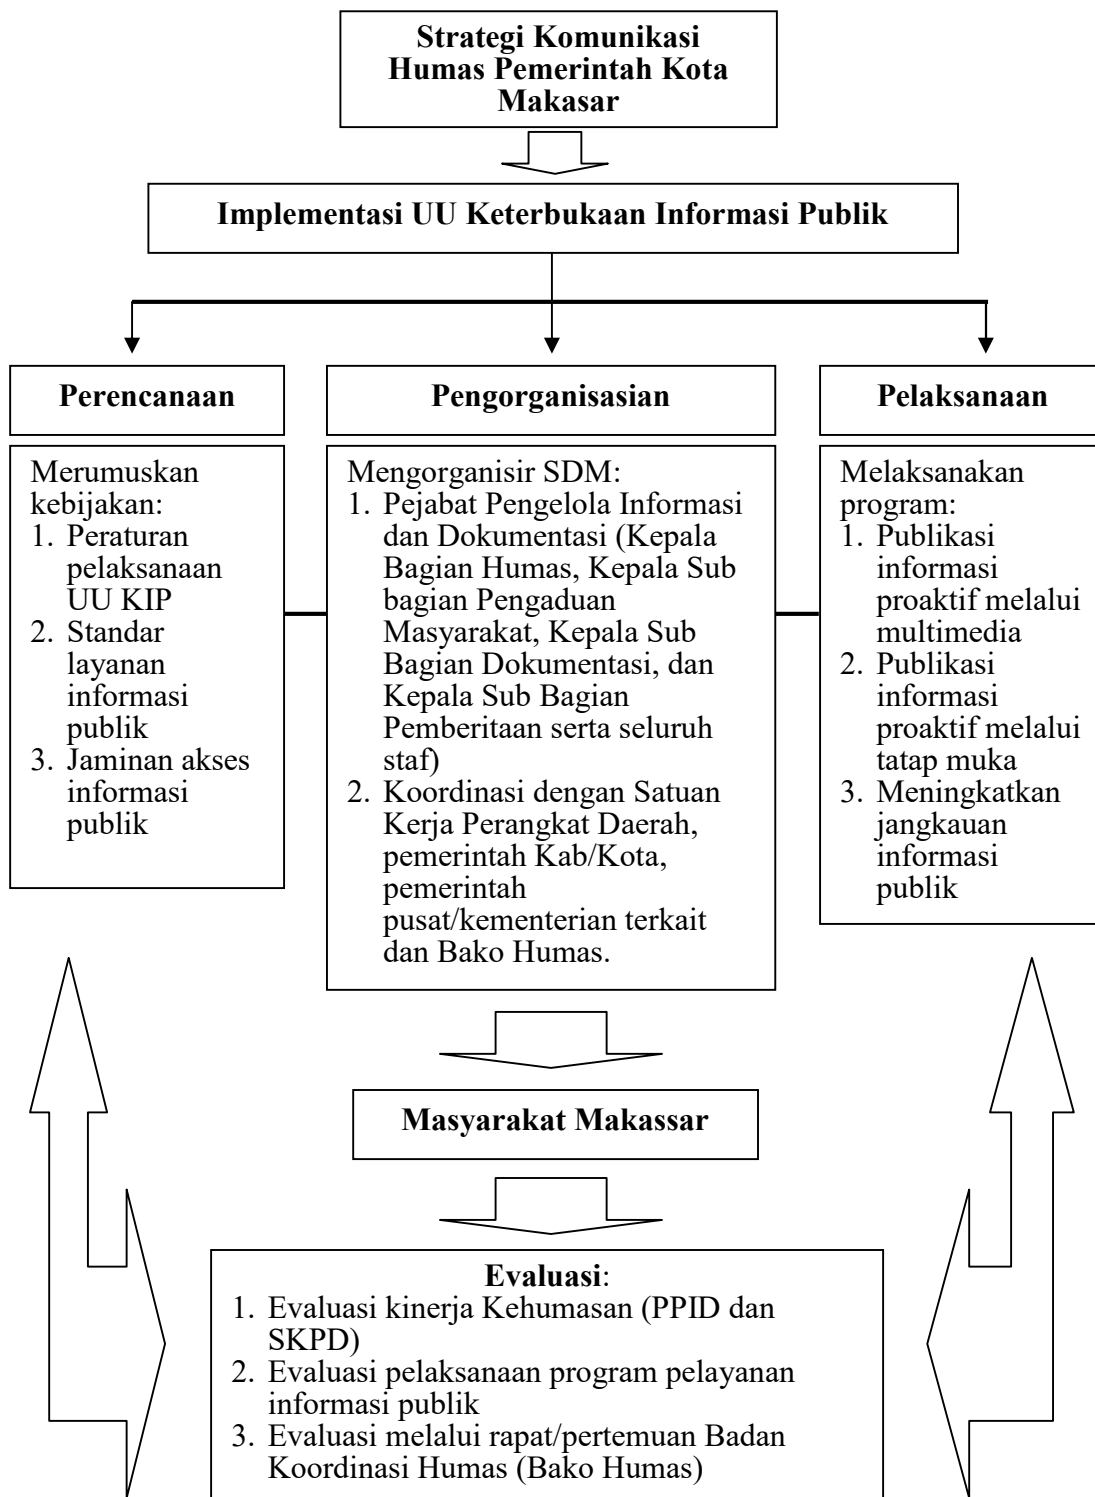 Strategi Komunikasi
Humas Pemerintah Kota
Makasar
Implementasi UU Keterbukaan Informasi Publik
Perencanaan
Merumuskan
kebijakan:
1. Peraturan
pelaksanaan
UU KIP
2. Standar
layanan
informasi
publik
3. Jaminan akses
informasi
publik
Pengorganisasian
Mengorganisir SDM:
1. Pejabat Pengelola Informasi
dan Dokumentasi (Kepala
Bagian Humas, Kepala Sub
bagian Pengaduan
Masyarakat, Kepala Sub
Bagian Dokumentasi, dan
Kepala Sub Bagian
Pemberitaan serta seluruh
staf)
2. Koordinasi dengan Satuan
Kerja Perangkat Daerah,
pemerintah Kab/Kota,
pemerintah
pusat/kementerian terkait
dan Bako Humas.
Pelaksanaan
Melaksanakan
program:
1. Publikasi
informasi
proaktif melalui
multimedia
2. Publikasi
informasi
proaktif melalui
tatap muka
3. Meningkatkan
jangkauan
informasi
publik
Masyarakat Makassar
Evaluasi:
1. Evaluasi kinerja Kehumasan (PPID dan
SKPD)
2. Evaluasi pelaksanaan program pelayanan
informasi publik
3. Evaluasi melalui rapat/pertemuan Badan
Koordinasi Humas (Bako Humas)